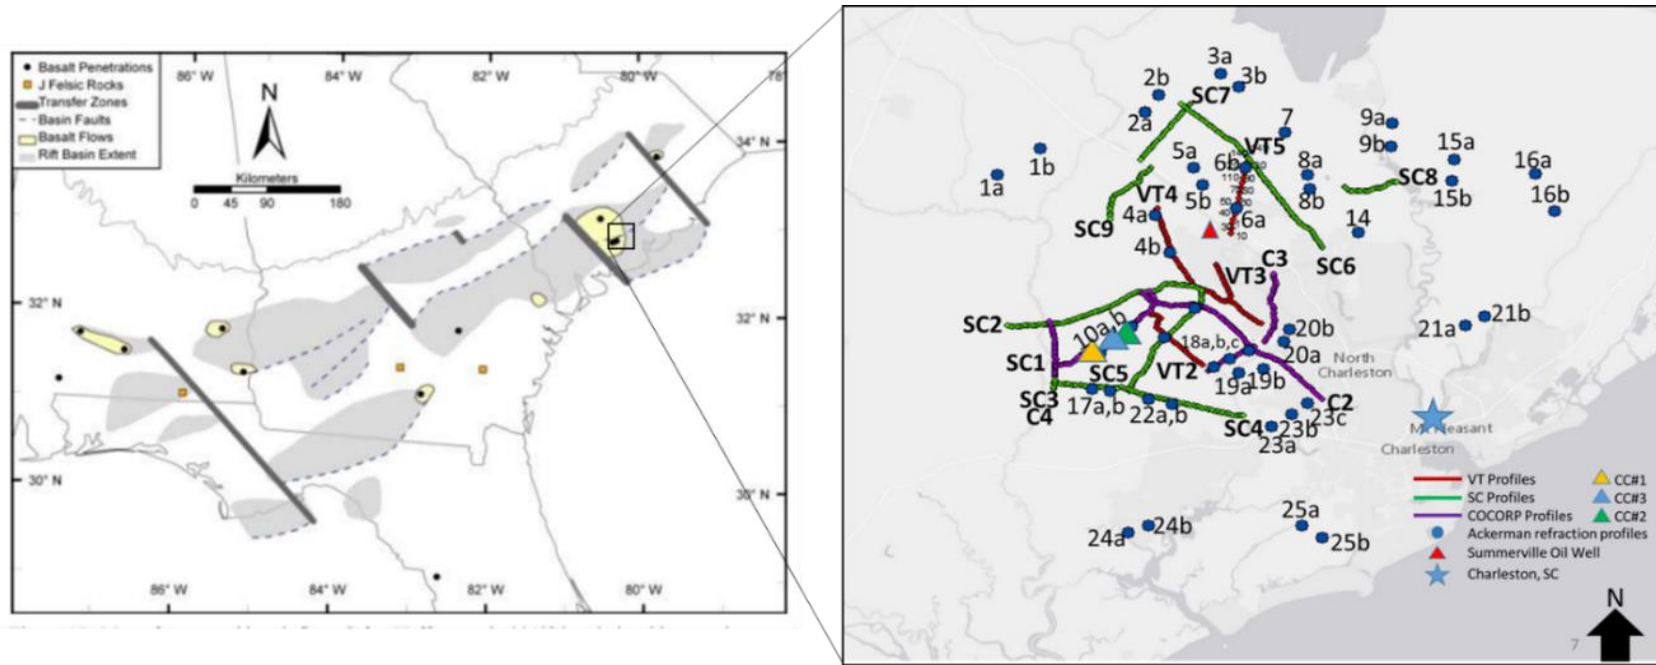 Basalt Penetrations
J Felsic Rocks
Transfer Zones
Basin Faults
Basalt Flows
Rift Basin Extent
86° W
84° W
82° W
80° W
78°
N
Kilometers
0 45 90 180
34° N
32° N
32° N
30° N
30° N
86° W
84° W
82° W
80° W
3a
2b
3b
SC7
2a
7
9a
VT5
1b
5a
6b
9b
15a
8a
16a
1a
SC8
VT4
5b
8b
15b
16b
4a
6a
14
SC9
4b
C3
SC6
VT3
SC2
10a,b
20b
21a
21b
18a,b,c
20a
SC1
North
Charleston
SC5
VT2
19a
19b
SC3
17a,b
22a,b
C2
C4
SC4
23c
23b
23a
Mt Pleasant
Charleston
VT Profiles
CC#1
SC Profiles
CC#3
COCORP Profiles
CC#2
Ackerman refraction profiles
Summerville Oil Well
Charleston, SC
24a
24b
25a
25b
N
7